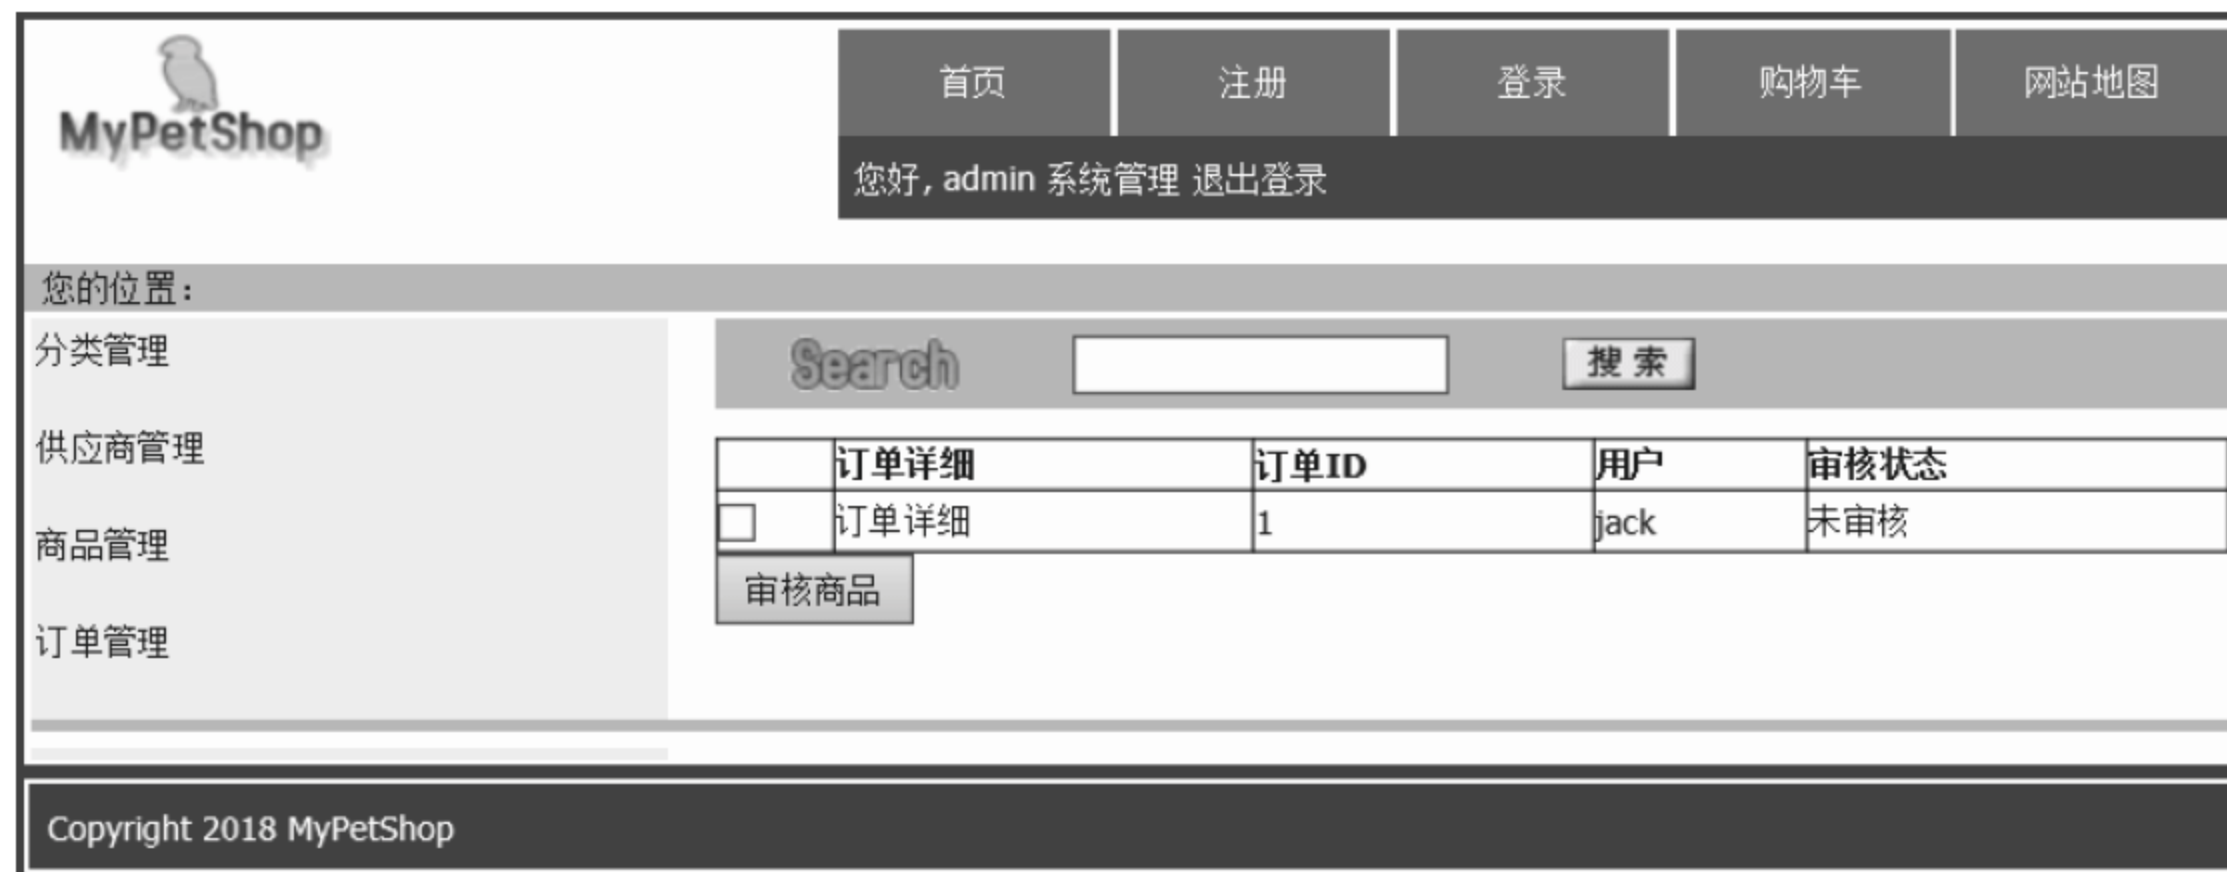 MyPetShop
首页 注册 登录 购物车 网站地图
您好, admin 系统管理 退出登录
您的位置：
分类管理
供应商管理
商品管理
订单管理
Search 搜 索
订单详细 订单ID 用户 审核状态
订单详细 1 jack 未审核
审核商品
Copyright 2018 MyPetShop